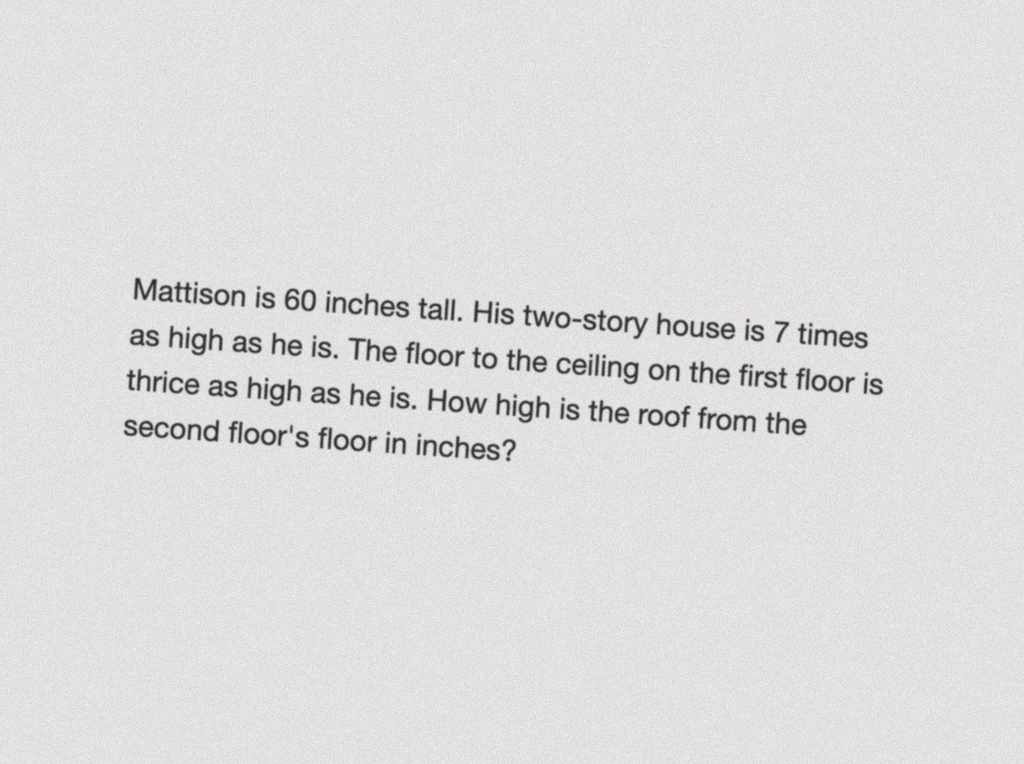 Mattison is 60 inches tall. His two-story house is 7 times
as high as he is. The floor to the ceiling on the first floor is
thrice as high as he is. How high is the roof from the
second floor's floor in inches?